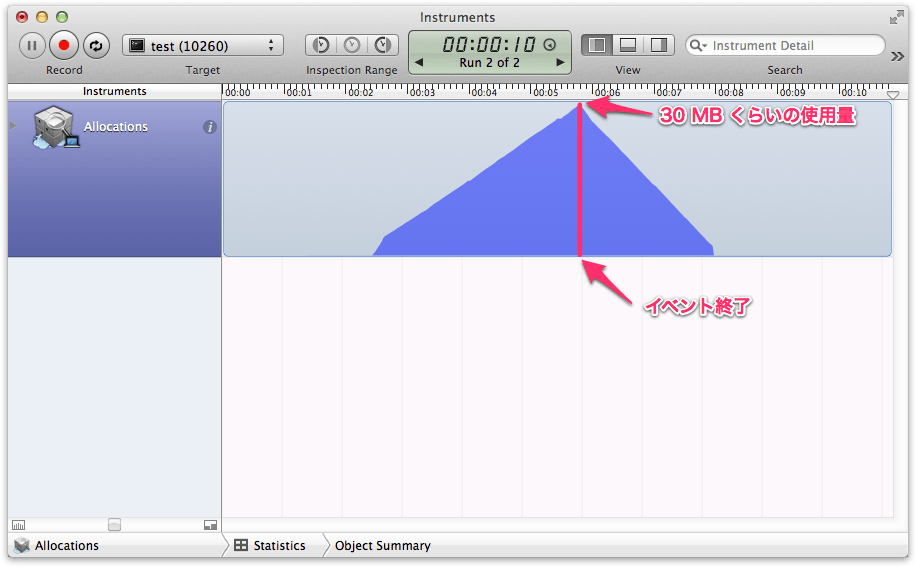 Instruments
test (10260)
00:00:10
Run 2 of 2
Instrument Detail
Record
Target
Inspection Range
View
Search
Instruments
00:00
00:01
00:02
00:03
00:04
00:05
00:06
00:07
00:08
00:09
00:10
Allocations
30 MB くらいの使用量
イベント終了
Allocations
Statistics
Object Summary